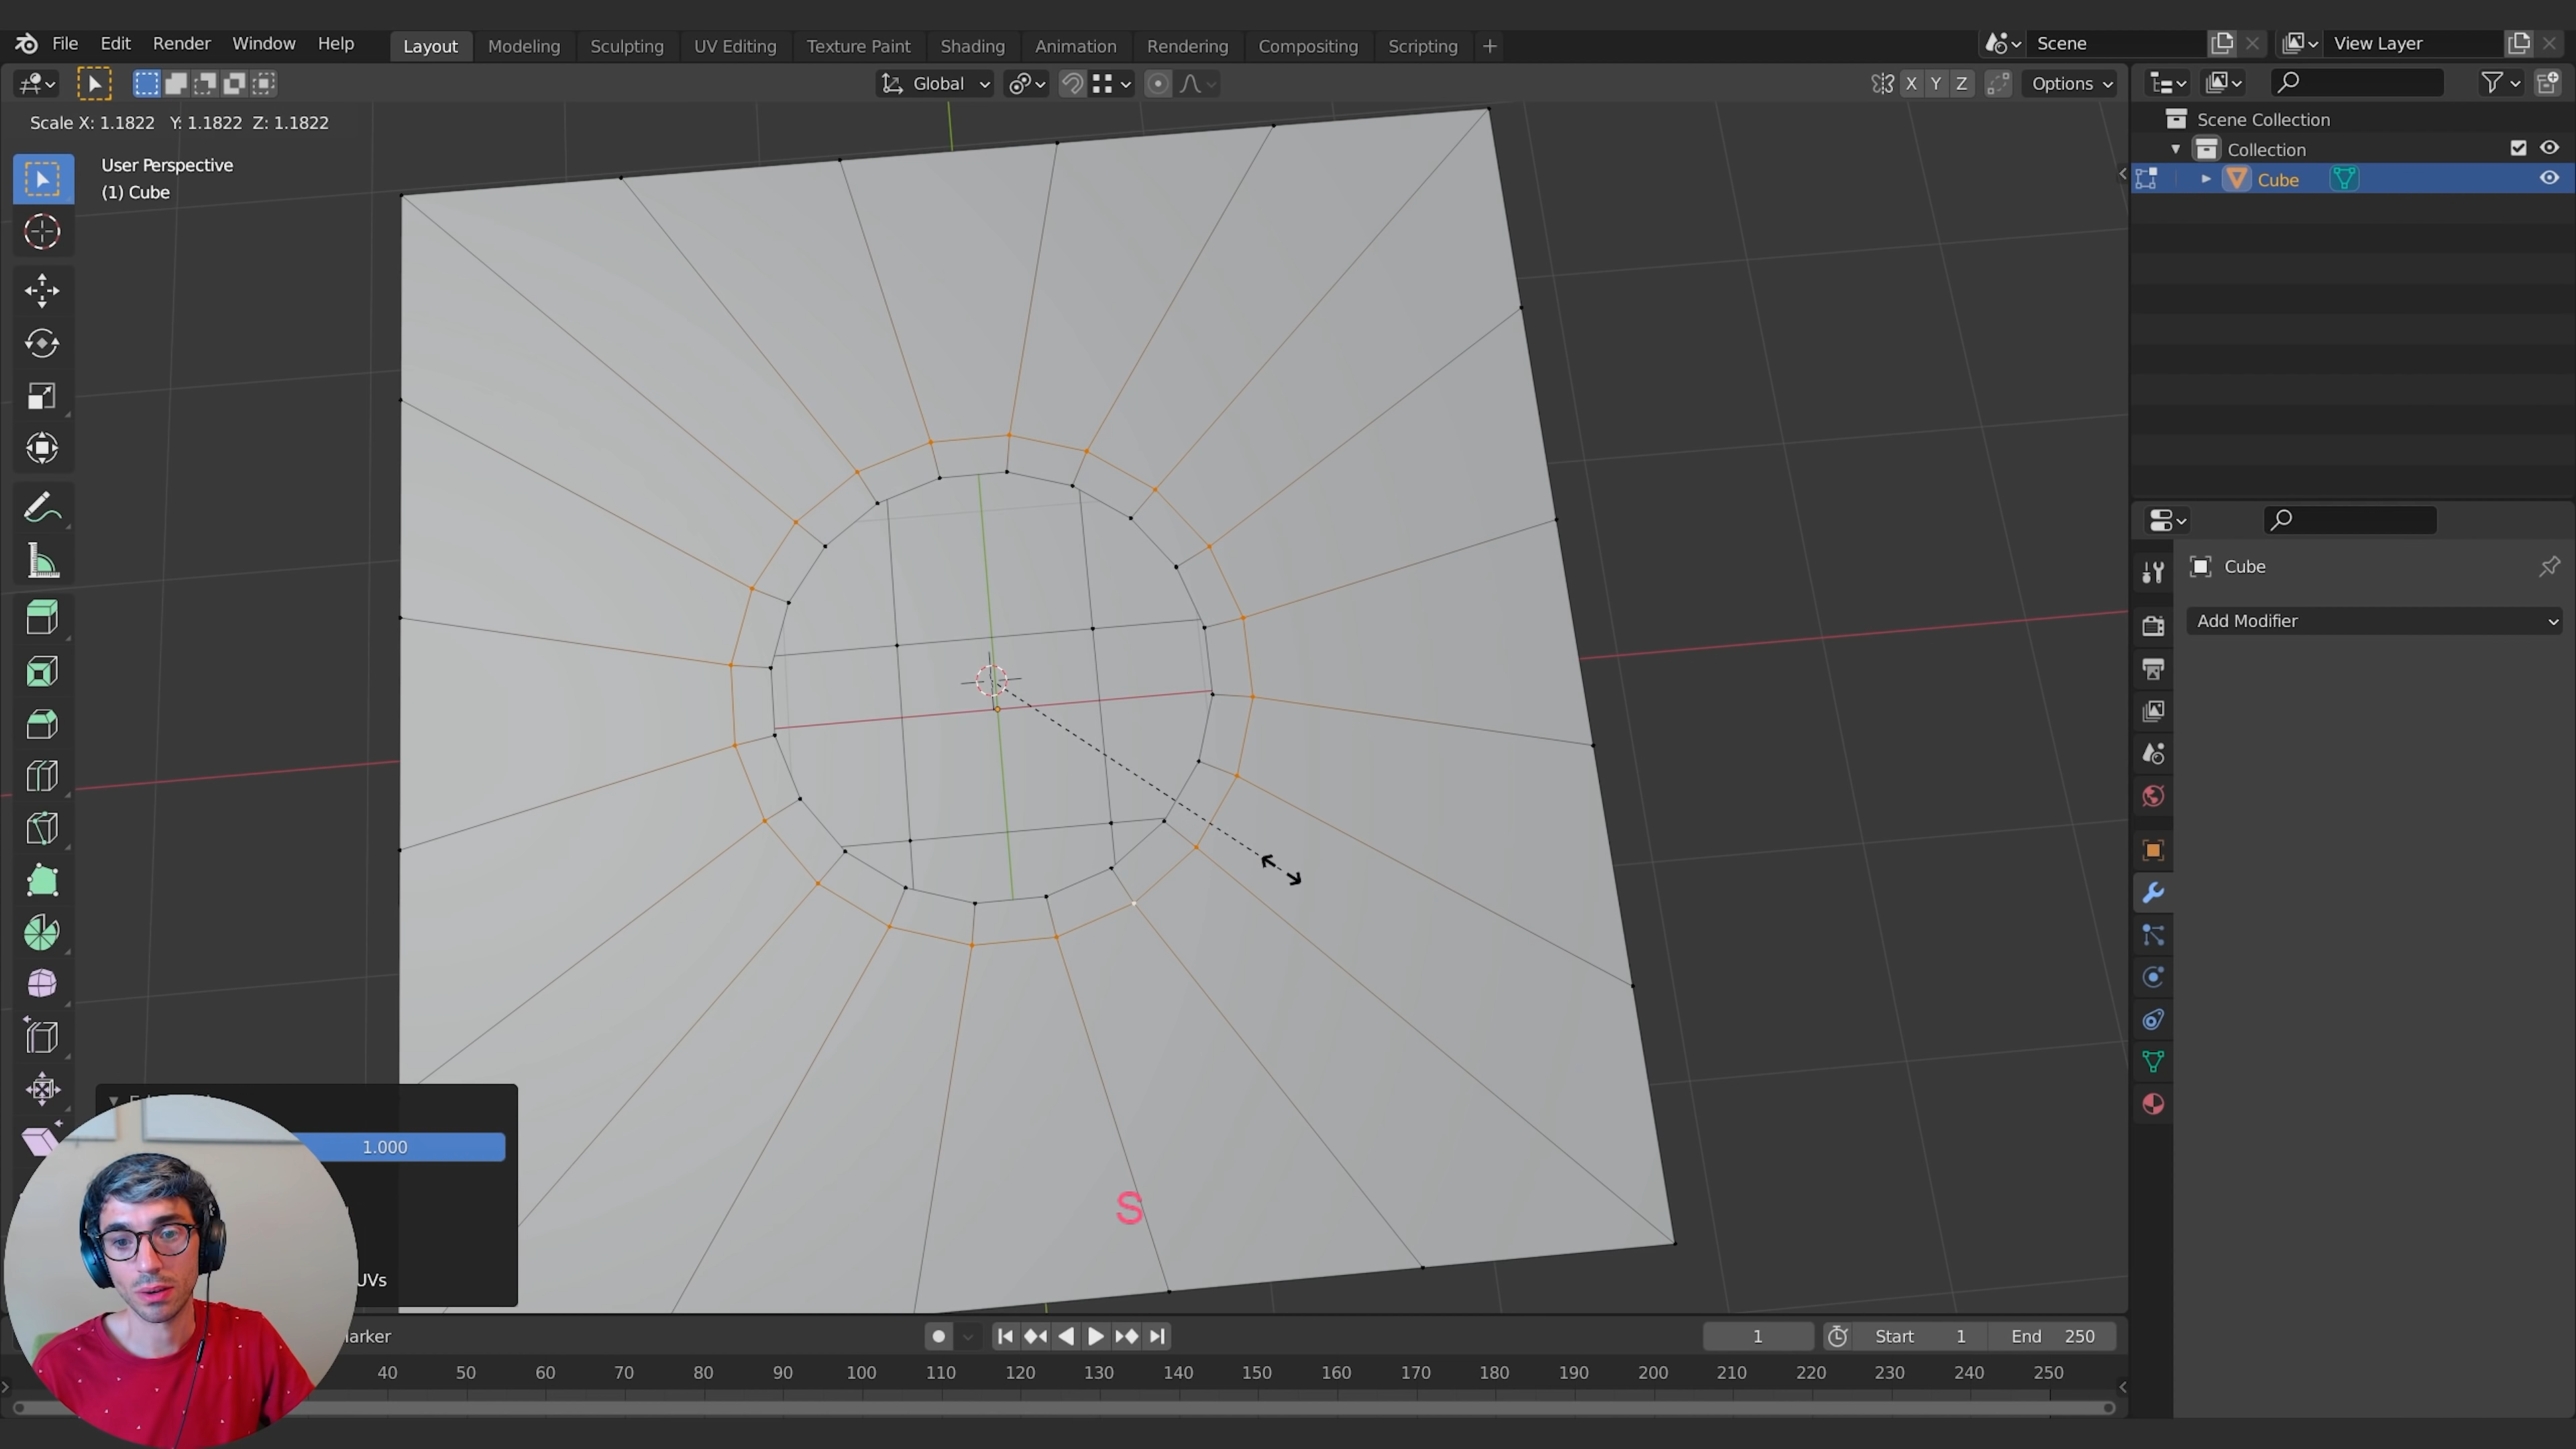 File Edit Render Window Help Layout Modeling Sculpting UV Editing Texture Paint Shading Animation Rendering Compositing Scripting + Scene View Layer
Global X Y Z Options
Scale X: 1.1822 Y: 1.1822 Z: 1.1822
User Perspective
(1) Cube
Scene Collection
Collection
Cube
Cube
Add Modifier
1.000
S
UVs
arker
1 Start 1 End 250
40 50 60 70 80 90 100 110 120 130 140 150 160 170 180 190 200 210 220 230 240 250